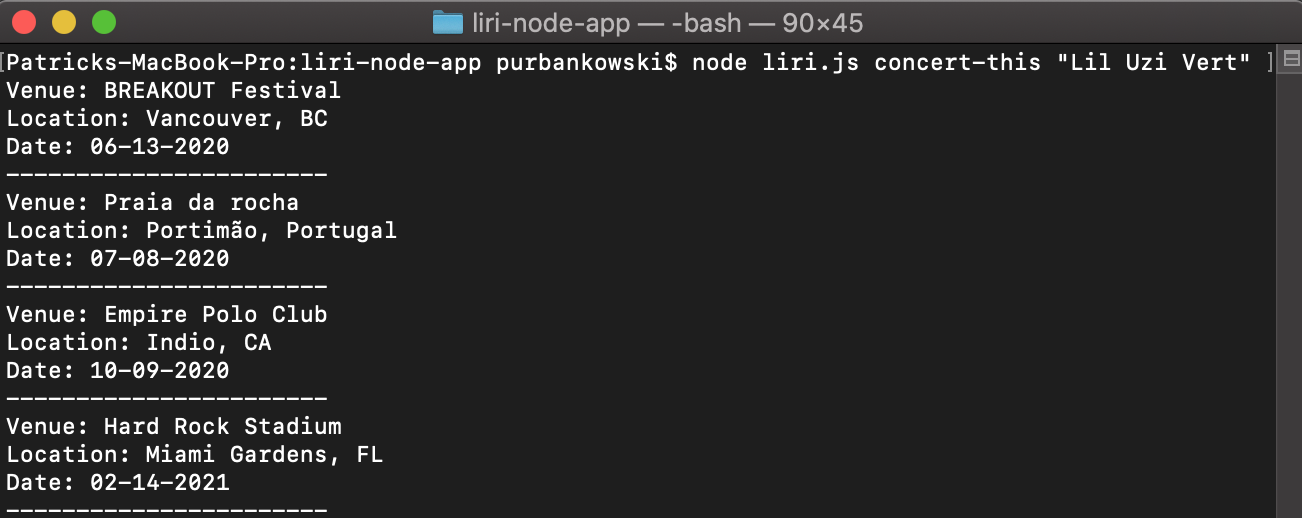 liri-node-app — -bash — 90×45
[Patricks-MacBook-Pro:liri-node-app purbankowski$ node liri.js concert-this "Lil Uzi Vert" ]
Venue: BREAKOUT Festival
Location: Vancouver, BC
Date: 06-13-2020
-----------------------
Venue: Praia da rocha
Location: Portimão, Portugal
Date: 07-08-2020
-----------------------
Venue: Empire Polo Club
Location: Indio, CA
Date: 10-09-2020
-----------------------
Venue: Hard Rock Stadium
Location: Miami Gardens, FL
Date: 02-14-2021
-----------------------